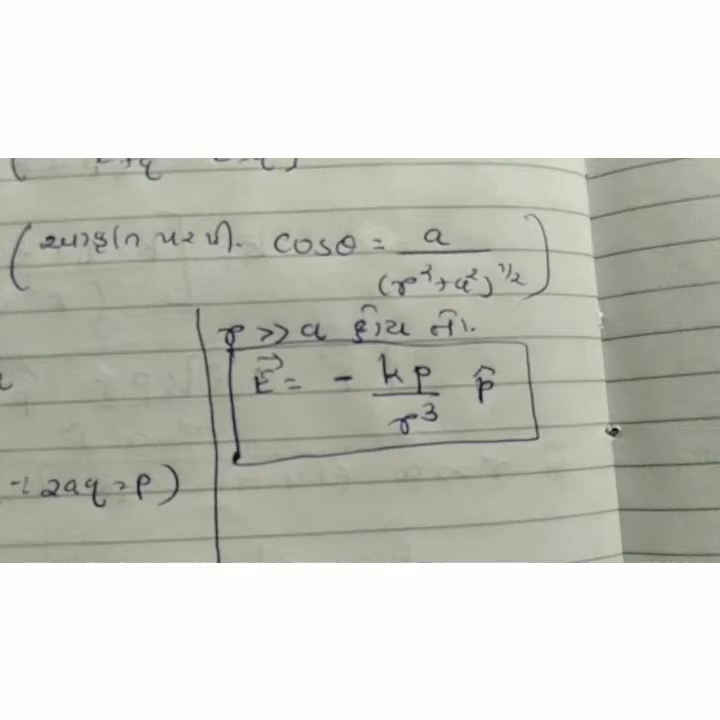 (આકૃતિ પરથી. cosθ = a / (r² + a²)^1/2)
r >> a હોય તો.
E⃗ = - kp / r³ p̂
2aq = p)